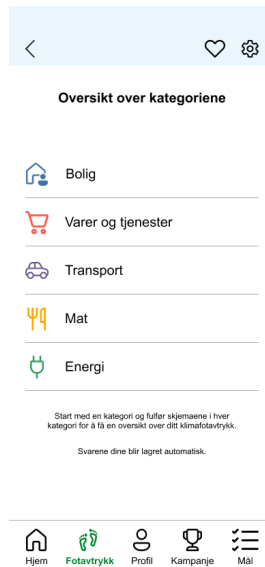 Oversikt over kategoriene
Bolig
Varer og tjenester
Transport
Mat
Energi
Start med en kategori og fulfør skjemaene i hver
kategori for å få en oversikt over ditt klimafotavtrykk.
Svarene dine blir lagret automatisk.
Hjem Fotavtrykk Profil Kampanje Mål